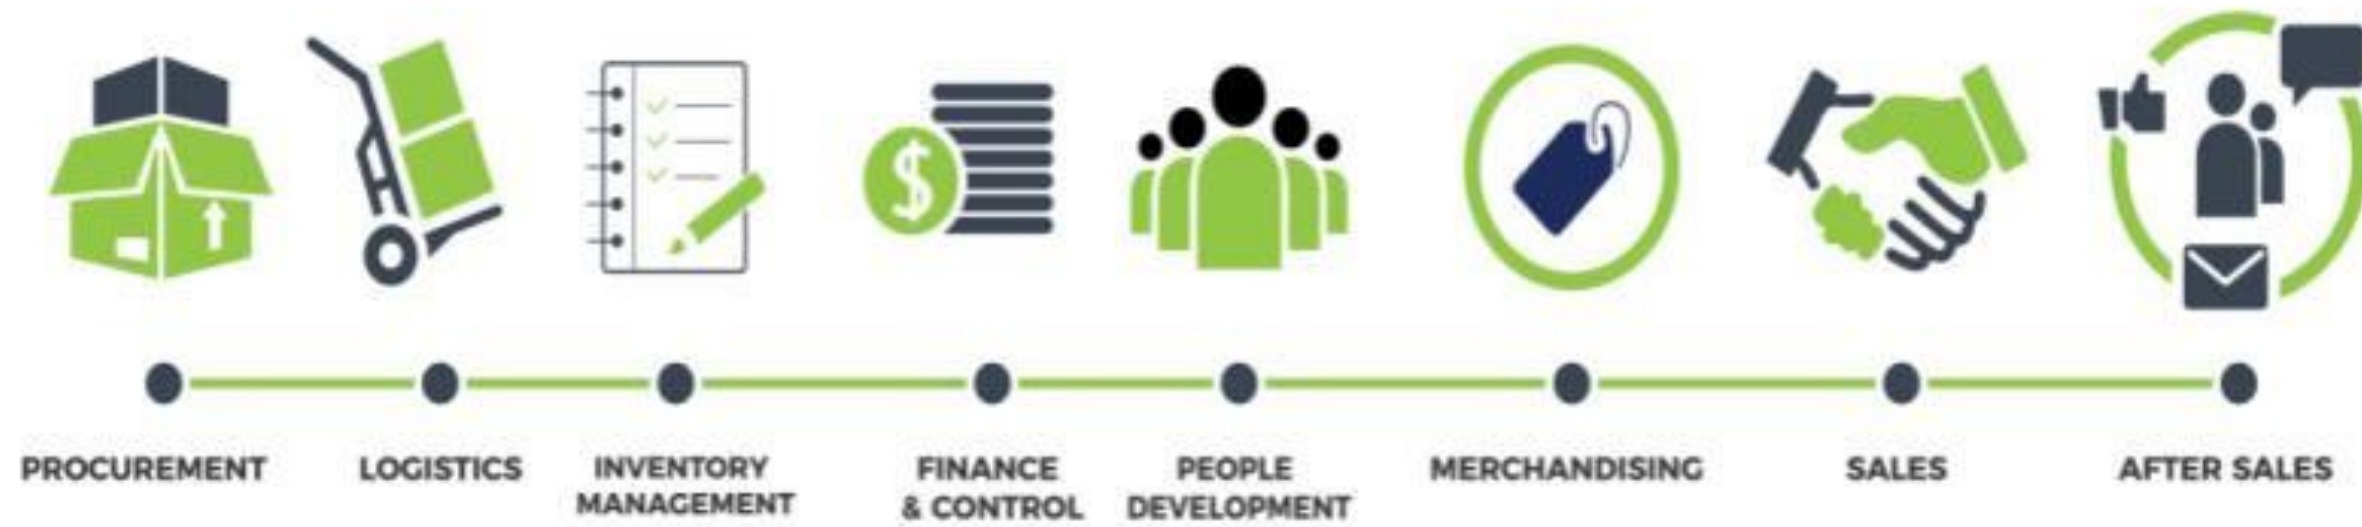 PROCUREMENT
LOGISTICS
INVENTORY
MANAGEMENT
FINANCE
& CONTROL
PEOPLE
DEVELOPMENT
MERCHANDISING
SALES
AFTER SALES
$